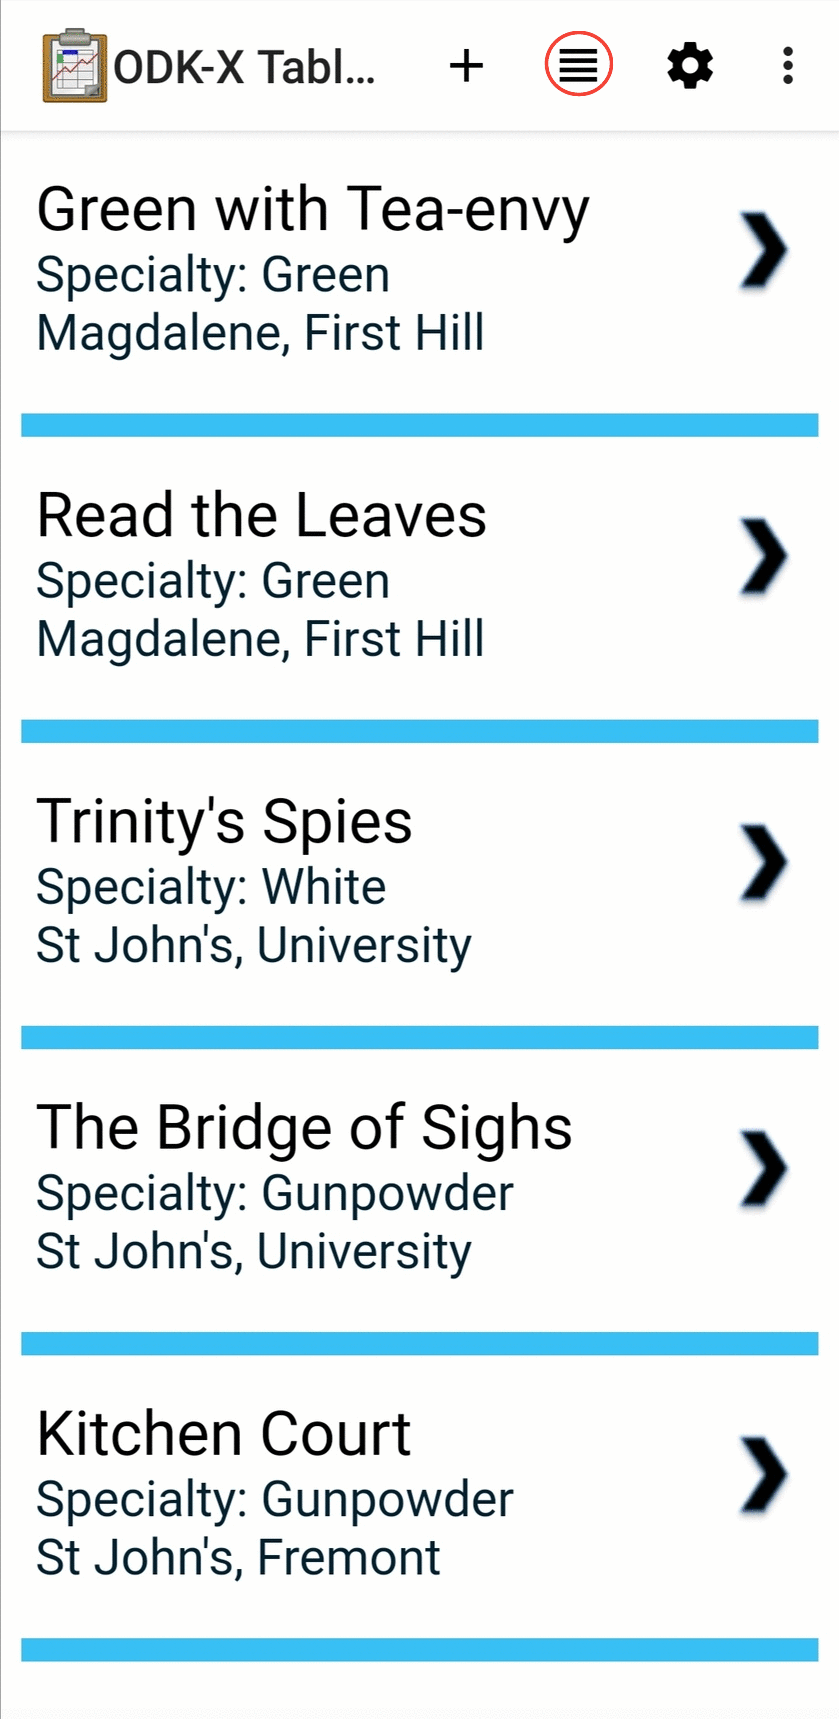 ODK-X Tabl...
Green with Tea-envy
Specialty: Green
Magdalene, First Hill
Read the Leaves
Specialty: Green
Magdalene, First Hill
Trinity's Spies
Specialty: White
St John's, University
The Bridge of Sighs
Specialty: Gunpowder
St John's, University
Kitchen Court
Specialty: Gunpowder
St John's, Fremont